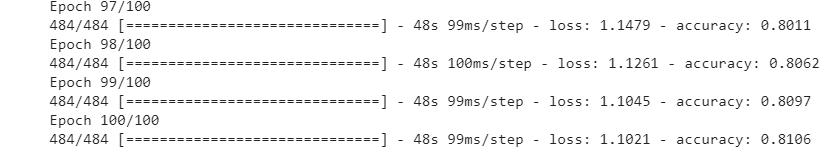 Epoch 97/100
484/484 [==============================] - 48s 99ms/step - loss: 1.1479 - accuracy: 0.8011
Epoch 98/100
484/484 [==============================] - 48s 100ms/step - loss: 1.1261 - accuracy: 0.8062
Epoch 99/100
484/484 [==============================] - 48s 99ms/step - loss: 1.1045 - accuracy: 0.8097
Epoch 100/100
484/484 [==============================] - 48s 99ms/step - loss: 1.1021 - accuracy: 0.8106